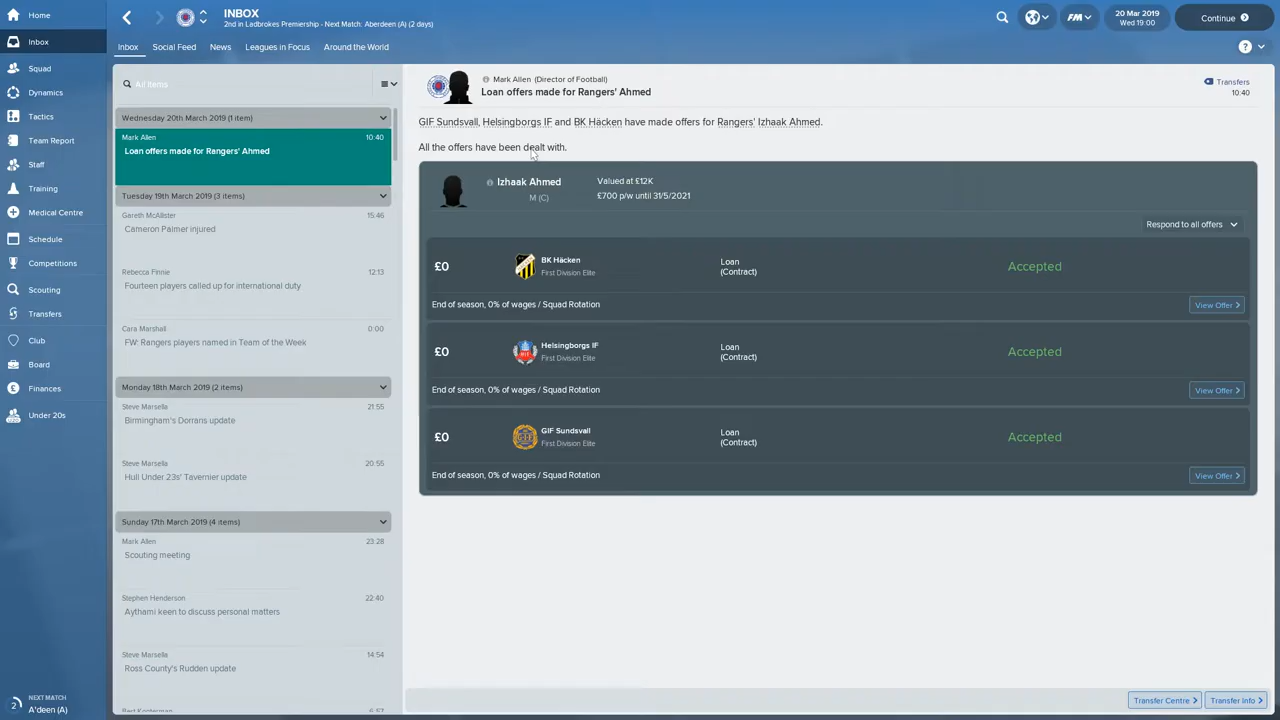 Home
Inbox
Squad
Dynamics
Tactics
Team Report
Staff
Training
Medical Centre
Schedule
Competitions
Scouting
Transfers
Club
Board
Finances
Under 20s
2
NEXT MATCH
A'deen (A)
INBOX
2nd in Ladbrokes Premiership - Next Match: Aberdeen (A) (2 days)
FM
20 Mar 2019
Wed 19:00
Continue
Inbox
Social Feed
News
Leagues in Focus
Around the World
?
All items
Wednesday 20th March 2019 (1 item)
Mark Allen 10:40
Loan offers made for Rangers' Ahmed
Tuesday 19th March 2019 (3 items)
Gareth McAllister 15:46
Cameron Palmer injured
Rebecca Finnie 12:13
Fourteen players called up for international duty
Cara Marshall 0:00
FW: Rangers players named in Team of the Week
Monday 18th March 2019 (2 items)
Steve Marsella 21:55
Birmingham's Dorrans update
Steve Marsella 20:55
Hull Under 23s' Tavernier update
Sunday 17th March 2019 (4 items)
Mark Allen 23:28
Scouting meeting
Stephen Henderson 22:40
Aythami keen to discuss personal matters
Steve Marsella 14:54
Ross County's Rudden update
Mark Allen (Director of Football)
Loan offers made for Rangers' Ahmed
Transfers
10:40
GIF Sundsvall, Helsingborgs IF and BK Häcken have made offers for Rangers' Izhaak Ahmed.
All the offers have been dealt with.
Izhaak Ahmed
M (C)
Valued at £12K
£700 p/w until 31/5/2021
Respond to all offers
£0
BK Häcken
First Division Elite
Loan
(Contract)
Accepted
End of season, 0% of wages / Squad Rotation
View Offer
£0
Helsingborgs IF
First Division Elite
Loan
(Contract)
Accepted
End of season, 0% of wages / Squad Rotation
View Offer
£0
GIF Sundsvall
First Division Elite
Loan
(Contract)
Accepted
End of season, 0% of wages / Squad Rotation
View Offer
Transfer Centre
Transfer Info